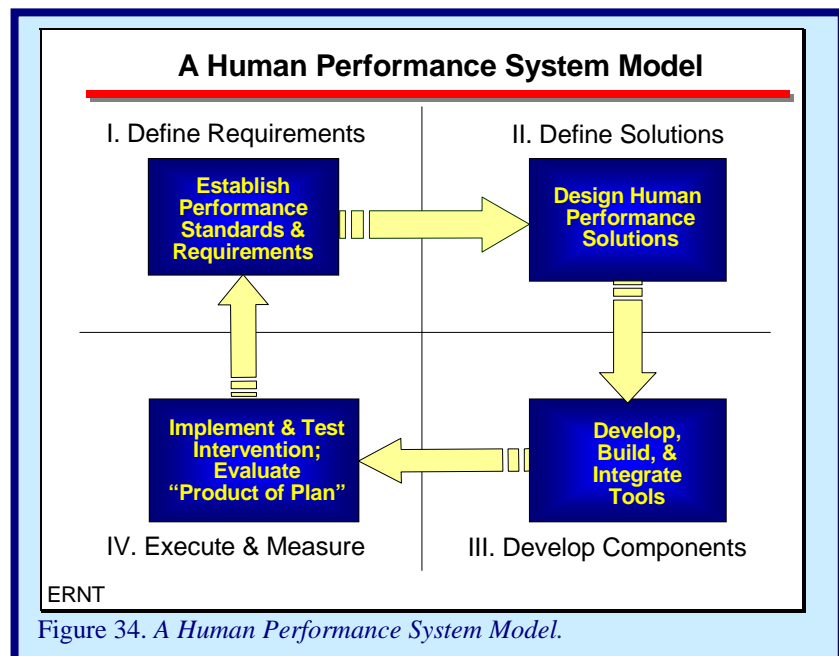 A Human Performance System Model
I. Define Requirements
Establish
Performance
Standards &
Requirements
II. Define Solutions
Design Human
Performance
Solutions
Implement & Test
Intervention;
Evaluate
“Product of Plan”
IV. Execute & Measure
Develop,
Build, &
Integrate
Tools
III. Develop Components
ERNT
Figure 34. A Human Performance System Model.